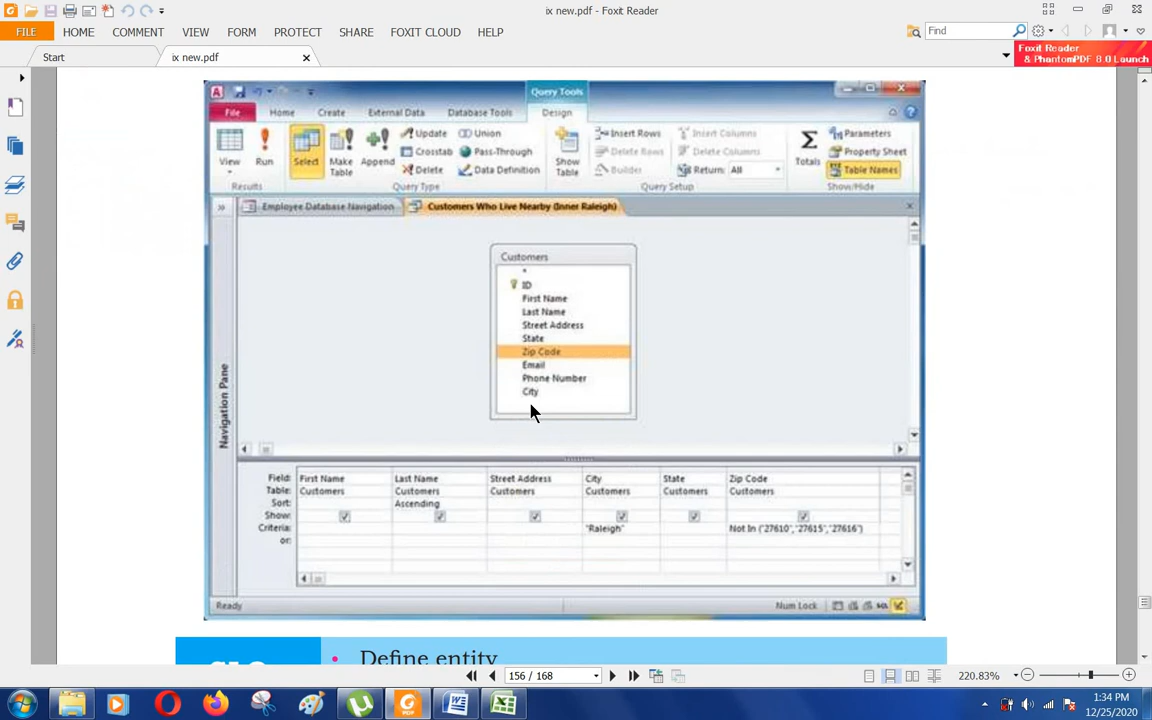 ix new.pdf - Foxit Reader
FILE HOME COMMENT VIEW FORM PROTECT SHARE FOXIT CLOUD HELP
Find
Start ix new.pdf
Foxit Reader
& PhantomPDF 8.0 Launch
Query Tools
File Home Create External Data Database Tools Design
View Run Select Make Table Append
Update Union
Crosstab Pass-Through
Delete Data Definition
Show Table
Insert Rows Insert Columns
Delete Rows Delete Columns
Builder Return: All
Totals
Parameters
Property Sheet
Table Names
Results Query Type Query Setup Show/Hide
Employee Database Navigation Customers Who Live Nearby (Inner Raleigh)
Navigation Pane
Customers
*
ID
First Name
Last Name
Street Address
State
Zip Code
Email
Phone Number
City
Field: First Name Last Name Street Address City State Zip Code
Table: Customers Customers Customers Customers Customers Customers
Sort: Ascending
Show:
Criteria: "Raleigh" Not In ("27610","27615","27616")
or:
Ready Num Lock
• Define entity
156 / 168
220.83%
1:34 PM
12/25/2020